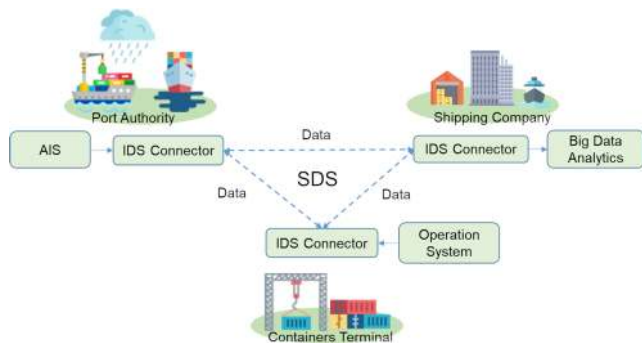 Port Authority
Shipping Company
AIS
IDS Connector
Data
IDS Connector
Big Data
Analytics
SDS
Data
Data
IDS Connector
Operation
System
Containers Terminal